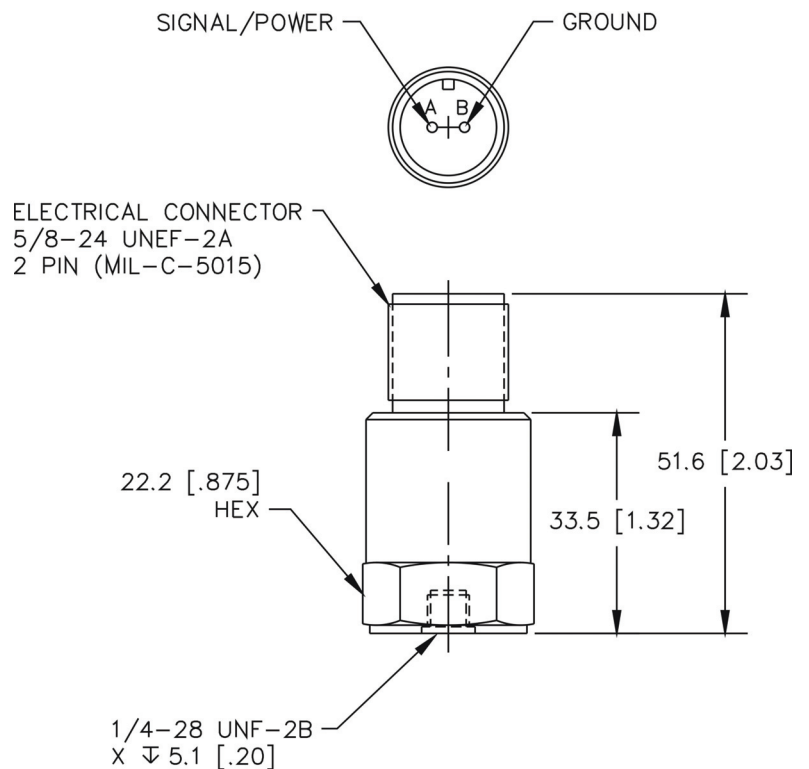 SIGNAL/POWER
GROUND
A B
ELECTRICAL CONNECTOR
5/8-24 UNEF-2A
2 PIN (MIL-C-5015)
51.6 [2.03]
22.2 [.875]
HEX
33.5 [1.32]
1/4-28 UNF-2B
X ↧ 5.1 [.20]